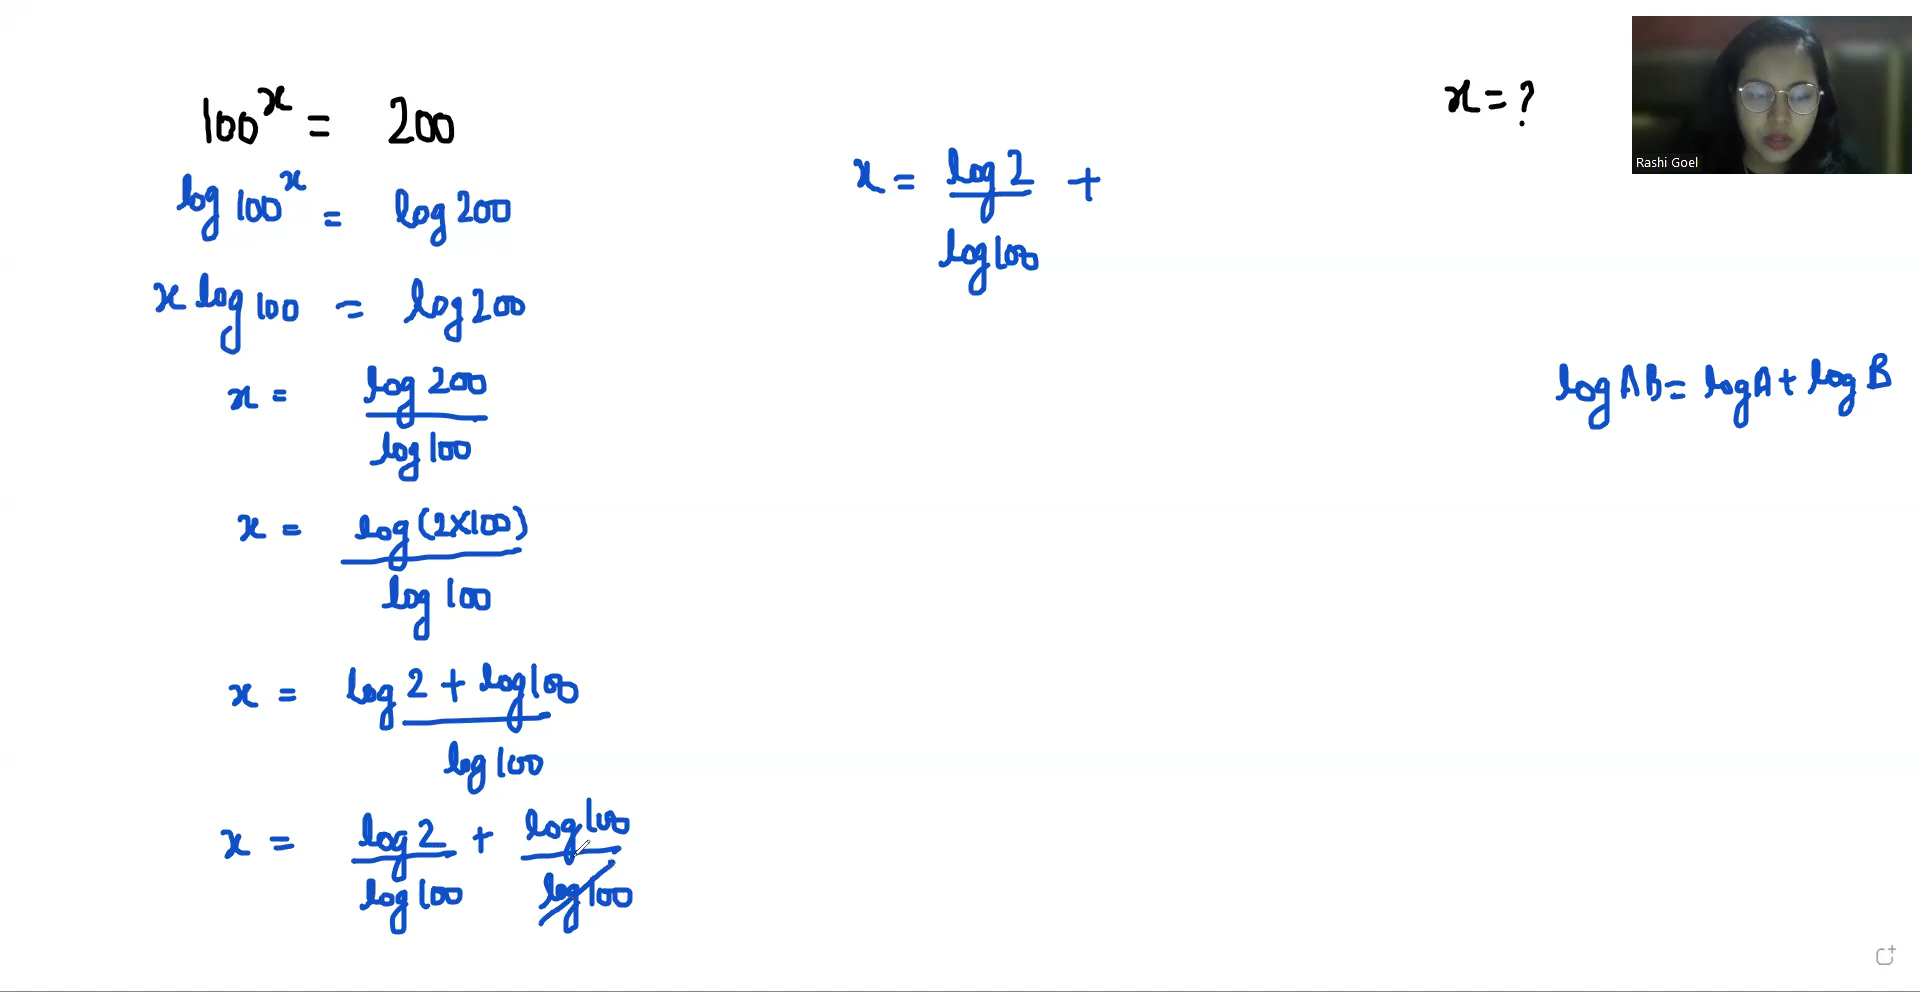 100^x = 200
log 100^x = log 200
x log 100 = log 200
x = log 200 / log 100
x = log (2×100) / log 100
x = log 2 + log 100 / log 100
x = log 2 / log 100 + log 100 / log 100
x = log 2 / log 100 +
x = ?
Rashi Goel
log AB = log A + log B